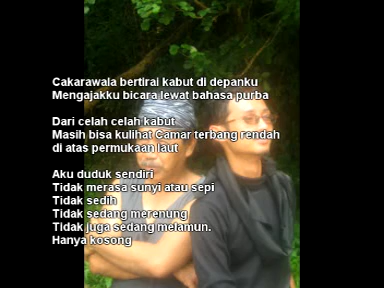 Cakarawala bertirai kabut di depanku
Mengajakku bicara lewat bahasa purba
Dari celah celah kabut
Masih bisa kulihat Camar terbang rendah
di atas permukaan laut
Aku duduk sendiri
Tidak merasa sunyi atau sepi
Tidak sedih
Tidak sedang merenung
Tidak juga sedang melamun.
Hanya kosong